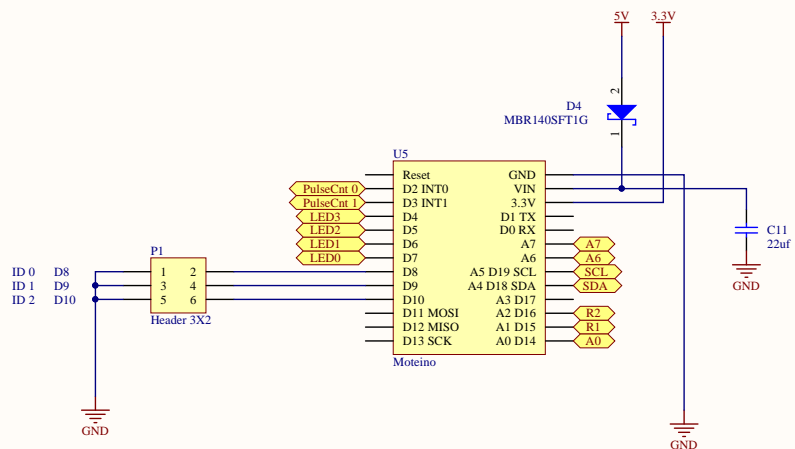 5V 3.3V
2
D4
MBR140SFT1G
1
U5
Reset GND
PulseCnt 0 D2 INT0 VIN
PulseCnt 1 D3 INT1 3.3V
LED3 D4 D1 TX
LED2 D5 D0 RX
LED1 D6 A7 A7
LED0 D7 A6 A6
D8 A5 D19 SCL SCL
D9 A4 D18 SDA SDA
D10 A3 D17
D11 MOSI A2 D16 R2
D12 MISO A1 D15 R1
D13 SCK A0 D14 A0
Moteino
C11
22uf
GND
P1
ID 0 D8 1 2
ID 1 D9 3 4
ID 2 D10 5 6
Header 3X2
GND
GND